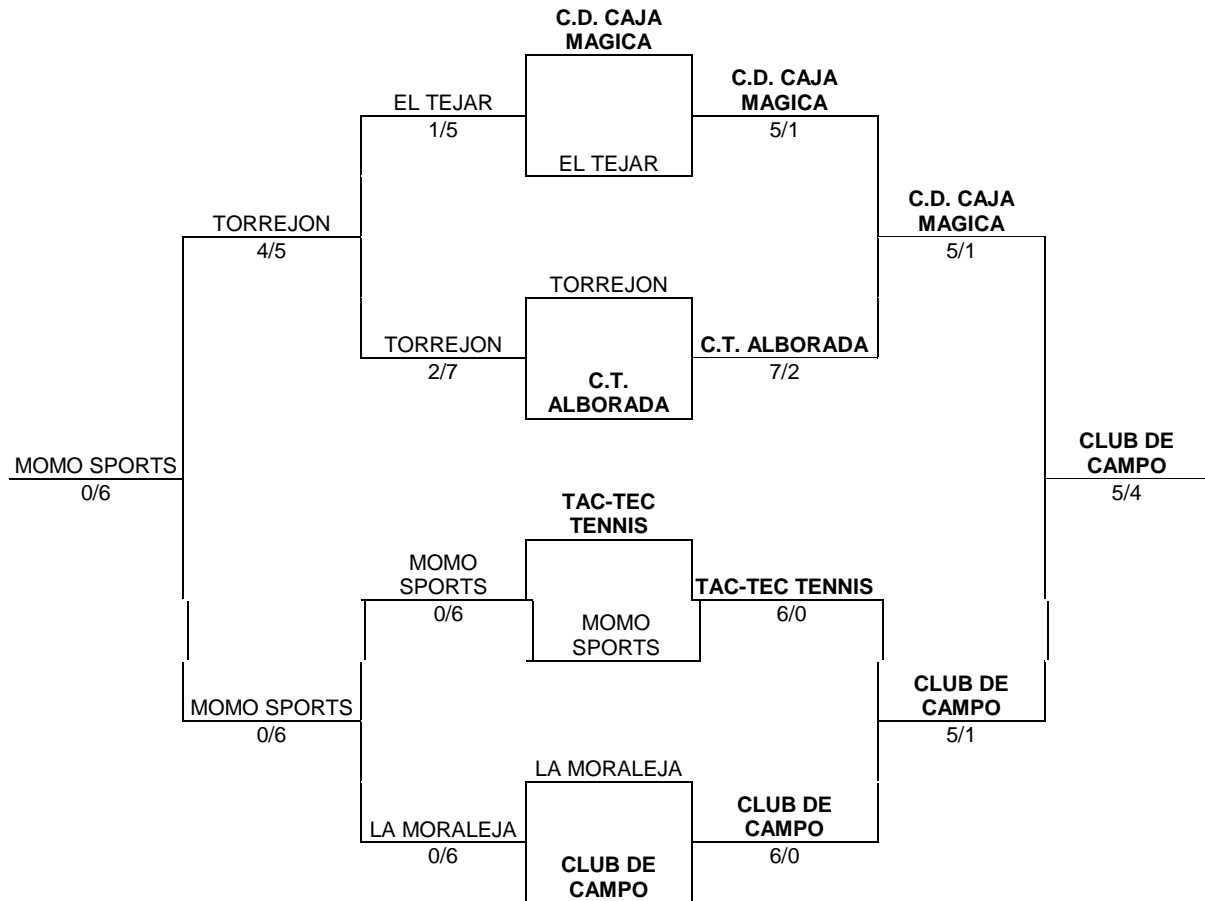 C.D. CAJA
MAGICA
C.D. CAJA
MAGICA
EL TEJAR
1/5
5/1
EL TEJAR
C.D. CAJA
MAGICA
TORREJON
4/5
5/1
TORREJON
TORREJON
C.T. ALBORADA
2/7
7/2
C.T.
ALBORADA
CLUB DE
CAMPO
MOMO SPORTS
0/6
5/4
TAC-TEC
TENNIS
MOMO
SPORTS
TAC-TEC TENNIS
0/6
6/0
MOMO
SPORTS
CLUB DE
CAMPO
MOMO SPORTS
0/6
5/1
LA MORALEJA
CLUB DE
CAMPO
LA MORALEJA
0/6
6/0
CLUB DE
CAMPO